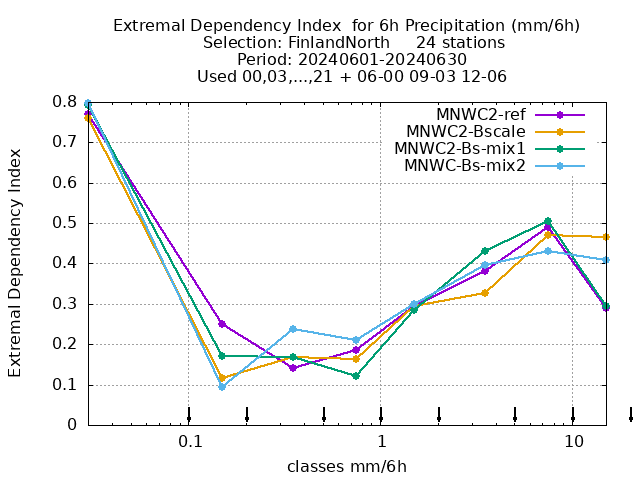 Extremal Dependency Index  for 6h Precipitation (mm/6h)
Selection: FinlandNorth     24 stations
Period: 20240601-20240630
Used 00,03,...,21 + 06-00 09-03 12-06
MNWC2-ref
MNWC2-Bscale
MNWC2-Bs-mix1
MNWC-Bs-mix2
Extremal Dependency Index
0.8
0.7
0.6
0.5
0.4
0.3
0.2
0.1
0
0.1 1 10
classes mm/6h